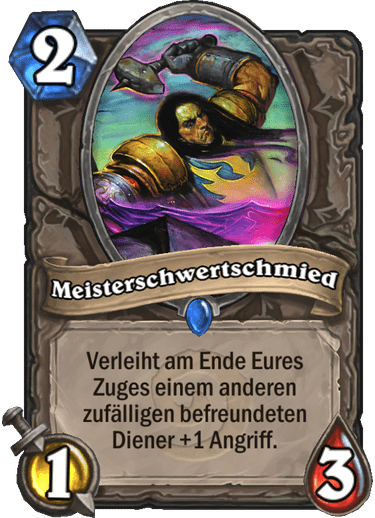 2
Meisterschwertschmied
Verleiht am Ende Eures
Zuges einem anderen
zufälligen befreundeten
Diener +1 Angriff.
1
3